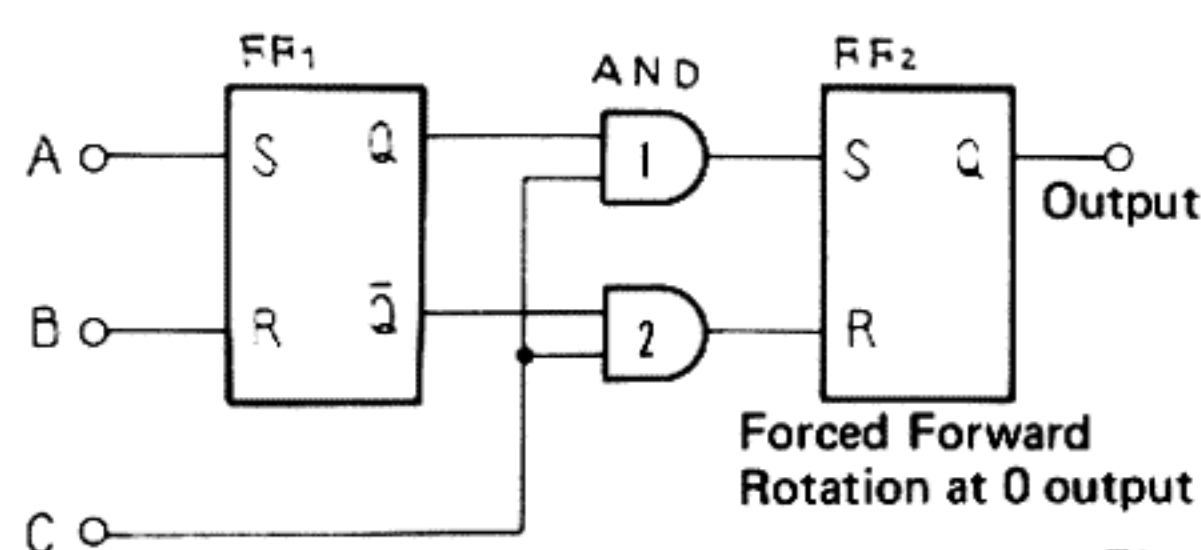 FF1
AND
FF2
A
S
Q
1
S
Q
Output
B
R
Q̄
2
R
Forced Forward
Rotation at 0 output
C